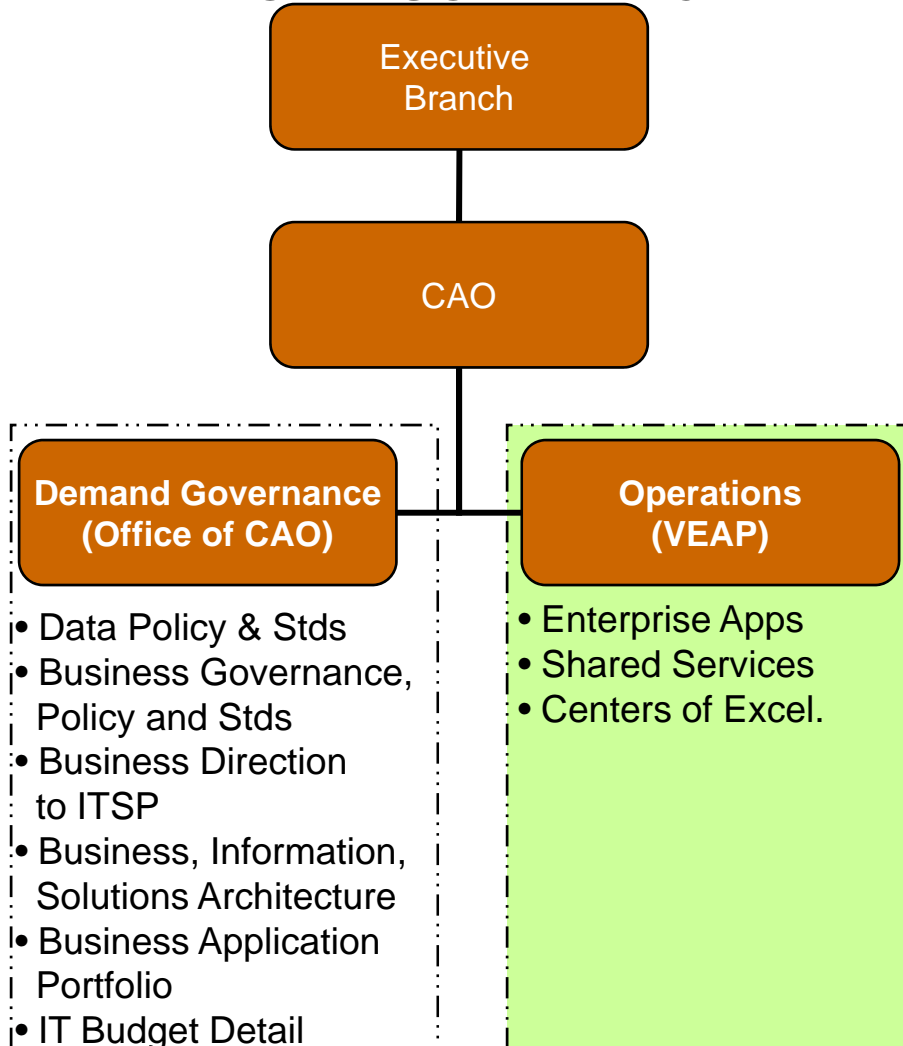 Executive
Branch
CAO
Demand Governance
(Office of CAO)
• Data Policy & Stds
• Business Governance,
Policy and Stds
• Business Direction
to ITSP
• Business, Information,
Solutions Architecture
• Business Application
Portfolio
• IT Budget Detail
Operations
(VEAP)
• Enterprise Apps
• Shared Services
• Centers of Excel.